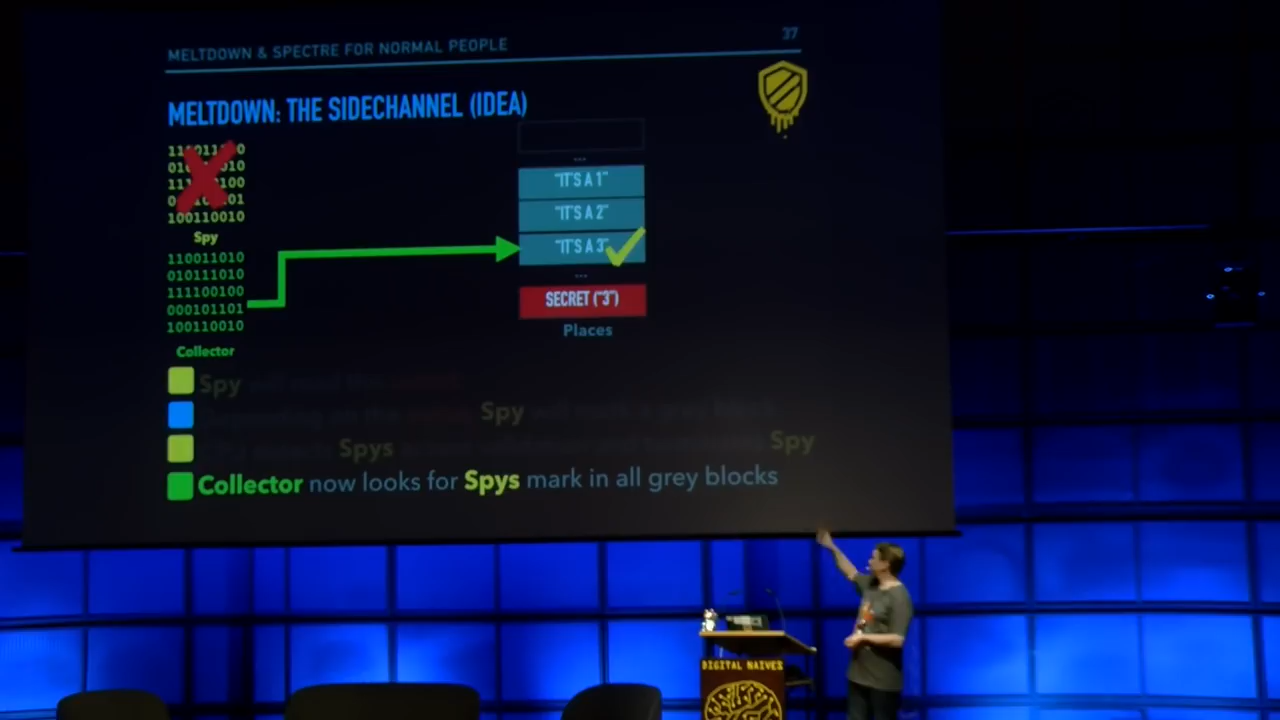 MELTDOWN & SPECTRE FOR NORMAL PEOPLE
37
MELTDOWN: THE SIDECHANNEL (IDEA)
100110010
Spy
110011010
010111010
111100100
000101101
100110010
Collector
...
"IT'S A 1"
"IT'S A 2"
"IT'S A 3"
...
SECRET ("3")
Places
Spy
Spy
Spys
Spy
Collector now looks for Spys mark in all grey blocks
DIGITAL NAIVES